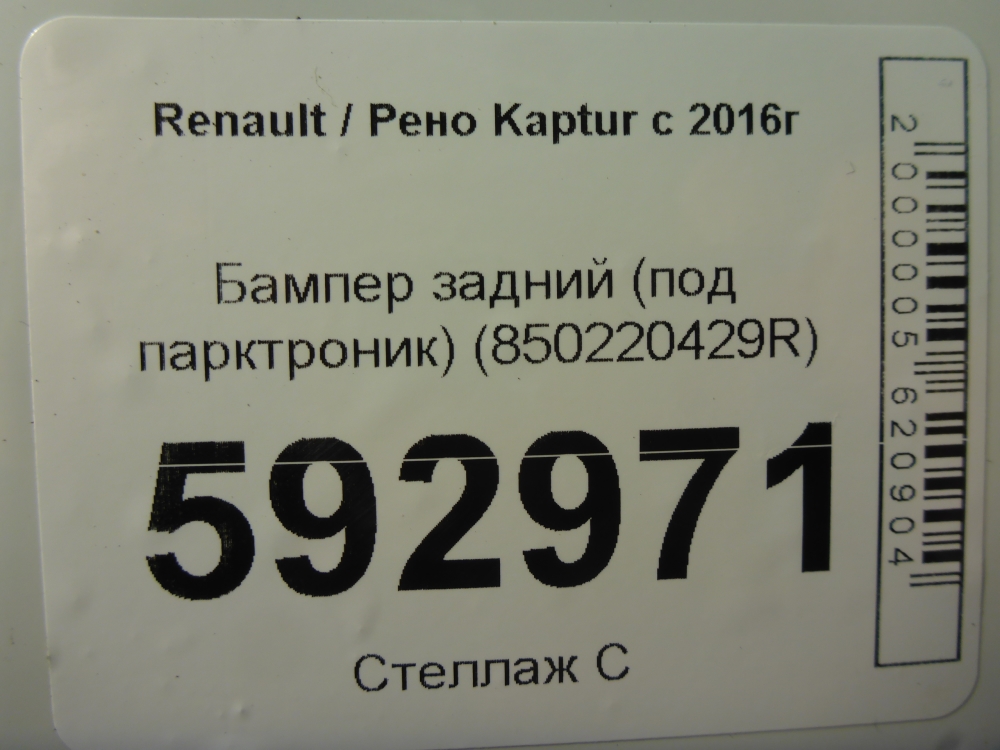 Renault / Рено Kaptur с 2016г
Бампер задний (под
парктроник) (850220429R)
592971
Стеллаж С
2000005620904